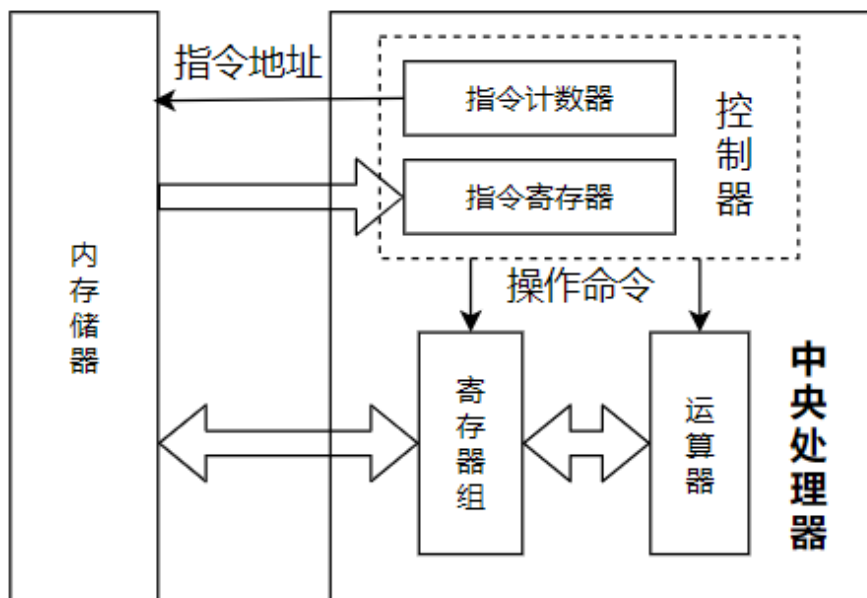 指令地址
指令计数器
控制器
指令寄存器
内存储器
操作命令
寄存器组
运算器
中央处理器